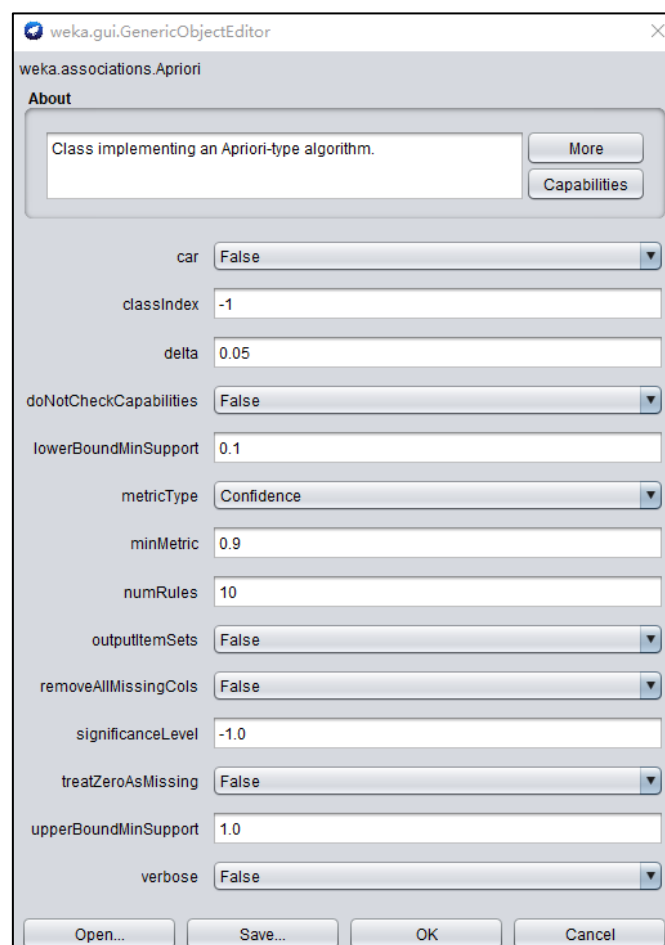 weka.gui.GenericObjectEditor
weka.associations.Apriori
About
Class implementing an Apriori-type algorithm.
More
Capabilities
car False
classIndex -1
delta 0.05
doNotCheckCapabilities False
lowerBoundMinSupport 0.1
metricType Confidence
minMetric 0.9
numRules 10
outputItemSets False
removeAllMissingCols False
significanceLevel -1.0
treatZeroAsMissing False
upperBoundMinSupport 1.0
verbose False
Open... Save... OK Cancel